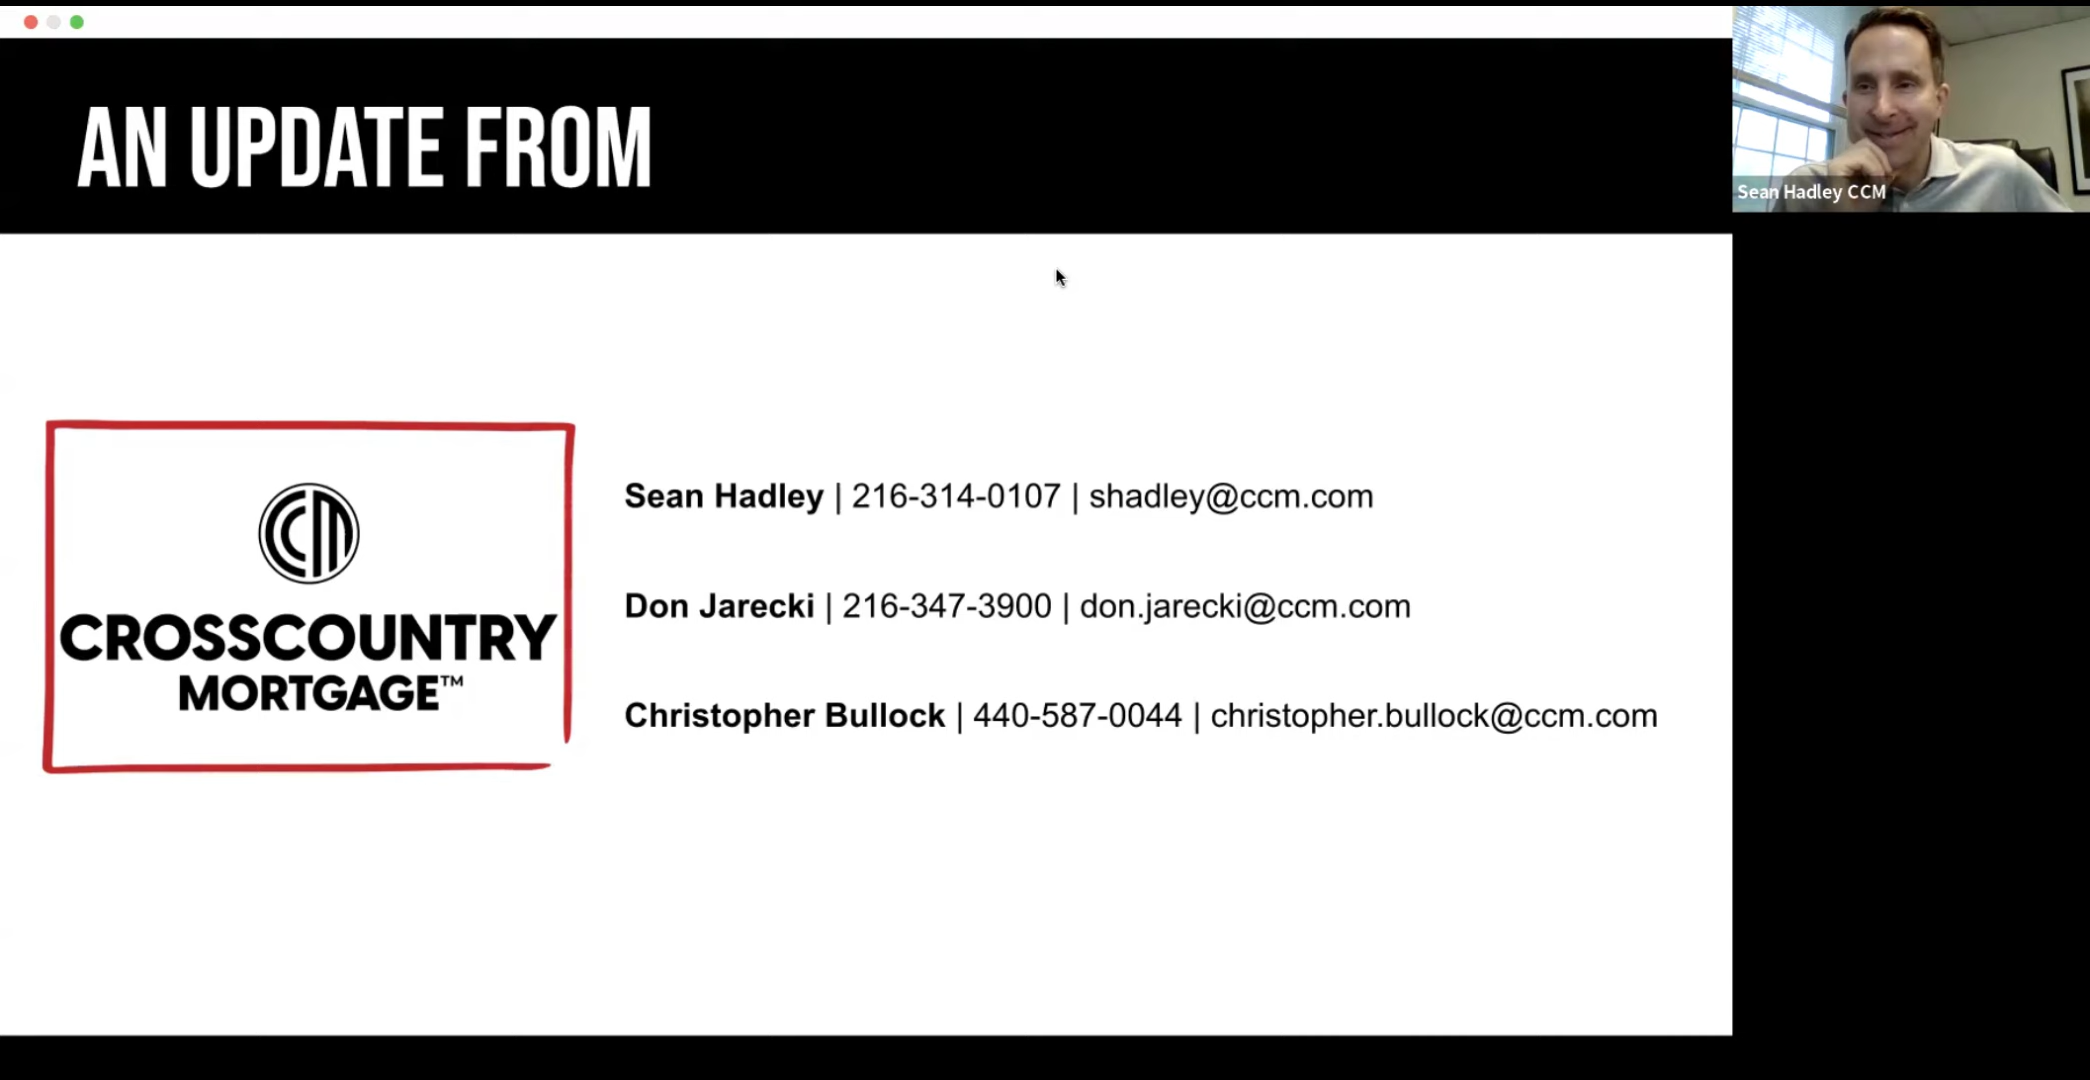 AN UPDATE FROM
Sean Hadley CCM
CCM
CROSSCOUNTRY
MORTGAGE™
Sean Hadley | 216-314-0107 | shadley@ccm.com
Don Jarecki | 216-347-3900 | don.jarecki@ccm.com
Christopher Bullock | 440-587-0044 | christopher.bullock@ccm.com